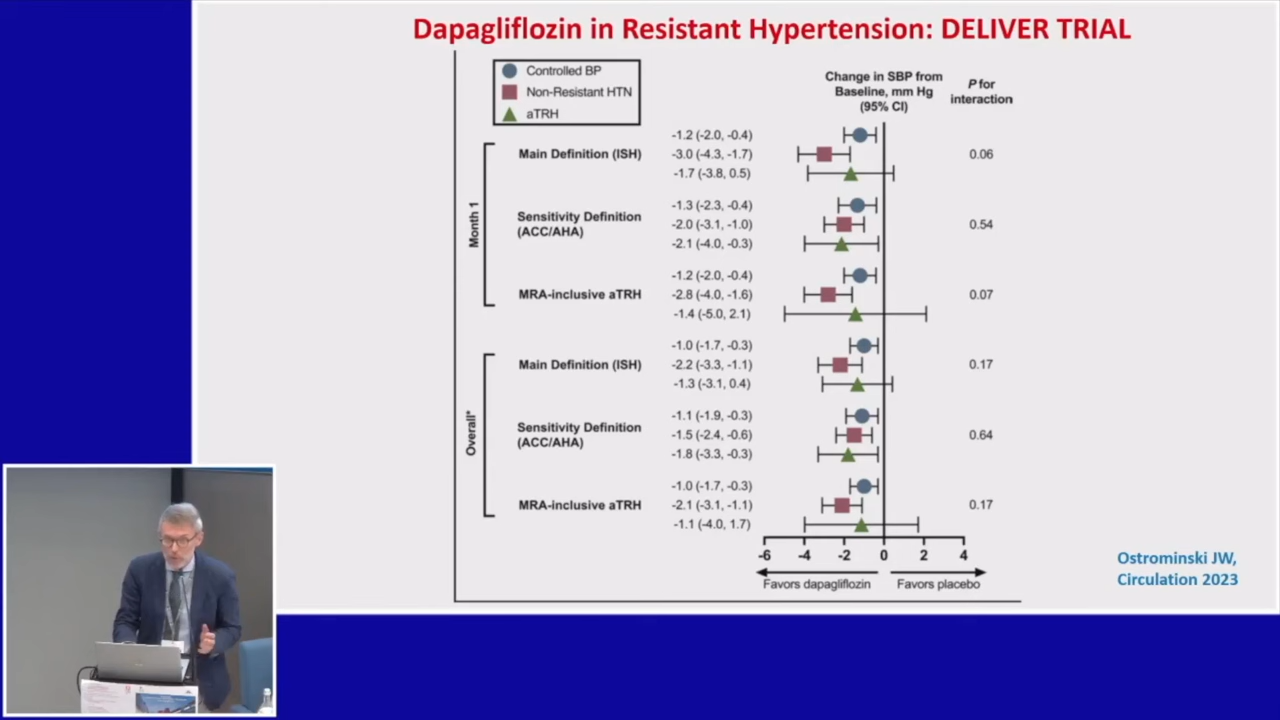 Dapagliflozin in Resistant Hypertension: DELIVER TRIAL
Controlled BP
Non-Resistant HTN
aTRH
Change in SBP from
Baseline, mm Hg
(95% CI)
P for
interaction
Month 1
Main Definition (ISH)
-1.2 (-2.0, -0.4)
-3.0 (-4.3, -1.7)
-1.7 (-3.8, 0.5)
0.06
Sensitivity Definition
(ACC/AHA)
-1.3 (-2.3, -0.4)
-2.0 (-3.1, -1.0)
-2.1 (-4.0, -0.3)
0.54
MRA-inclusive aTRH
-1.2 (-2.0, -0.4)
-2.8 (-4.0, -1.6)
-1.4 (-5.0, 2.1)
0.07
Overall*
Main Definition (ISH)
-1.0 (-1.7, -0.3)
-2.2 (-3.3, -1.1)
-1.3 (-3.1, 0.4)
0.17
Sensitivity Definition
(ACC/AHA)
-1.1 (-1.9, -0.3)
-1.5 (-2.4, -0.6)
-1.8 (-3.3, -0.3)
0.64
MRA-inclusive aTRH
-1.0 (-1.7, -0.3)
-2.1 (-3.1, -1.1)
-1.1 (-4.0, 1.7)
0.17
-6 -4 -2 0 2 4
Favors dapagliflozin Favors placebo
Ostrominski JW,
Circulation 2023